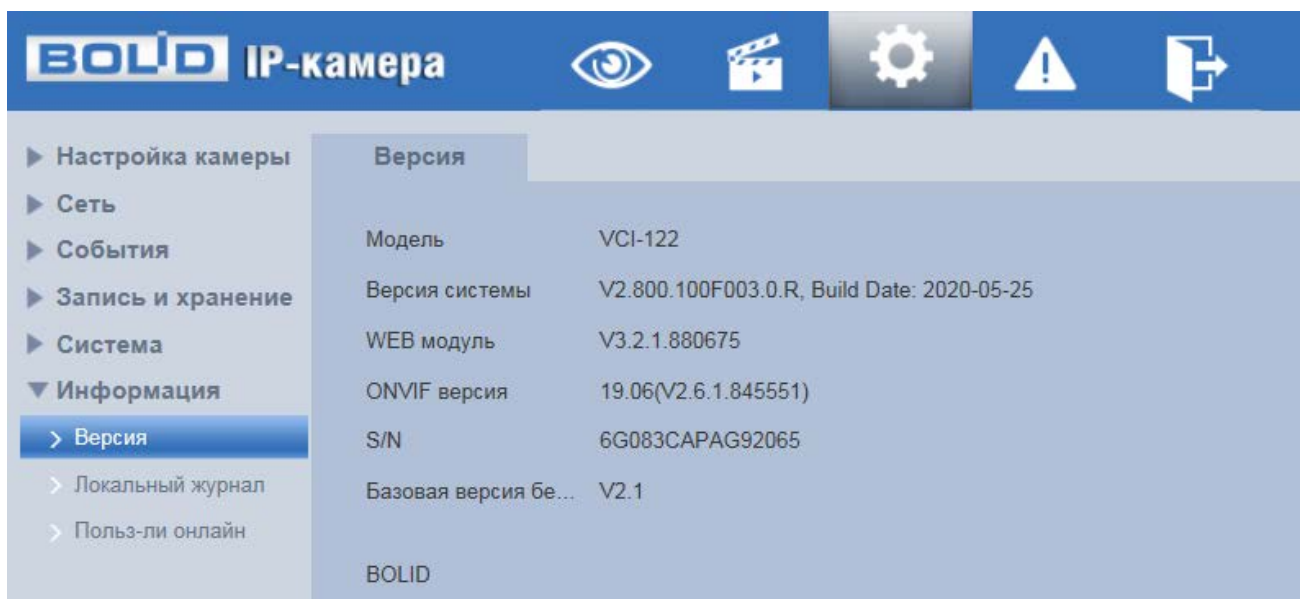 BOLID IP-камера
Настройка камеры
Сеть
События
Запись и хранение
Система
Информация
Версия
Локальный журнал
Польз-ли онлайн
Версия
Модель VCI-122
Версия системы V2.800.100F003.0.R, Build Date: 2020-05-25
WEB модуль V3.2.1.880675
ONVIF версия 19.06(V2.6.1.845551)
S/N 6G083CAPAG92065
Базовая версия бе... V2.1
BOLID